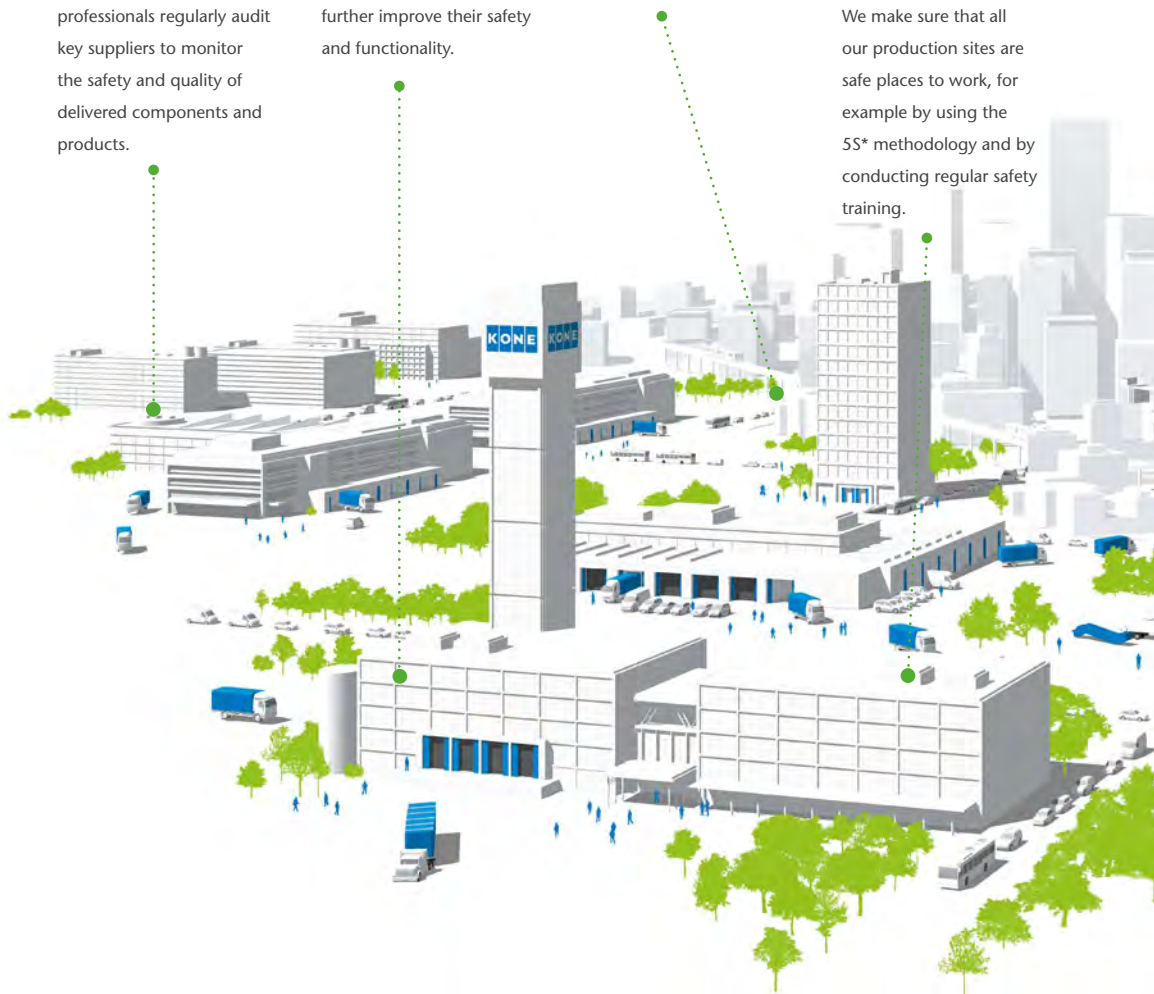 professionals regularly audit
key suppliers to monitor
the safety and quality of
delivered components and
products.
further improve their safety
and functionality.
We make sure that all
our production sites are
safe places to work, for
example by using the
5S* methodology and by
conducting regular safety
training.
KONE
KONE